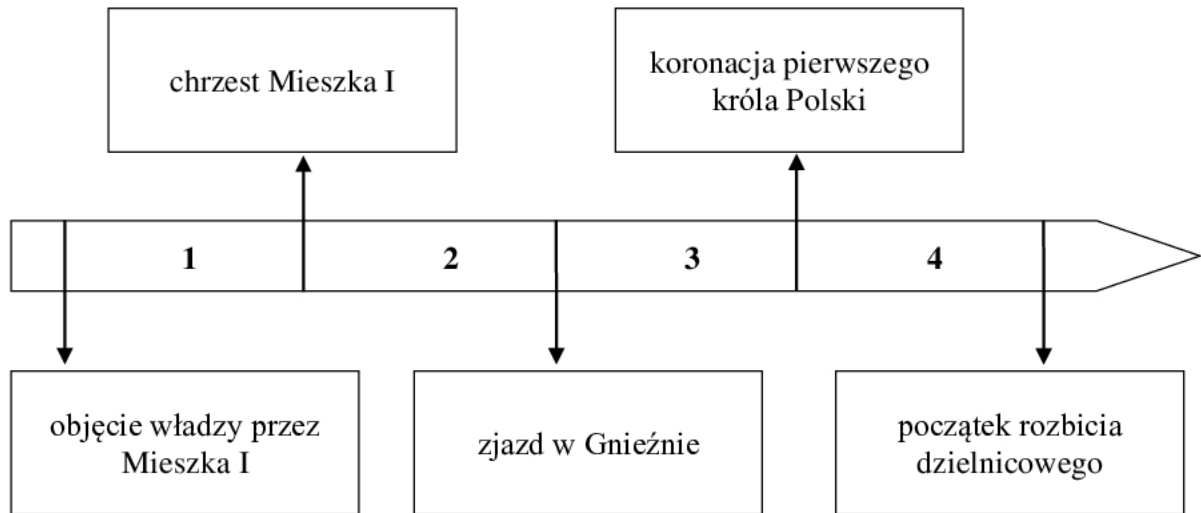 chrzest Mieszka I
koronacja pierwszego
króla Polski
1
2
3
4
objęcie władzy przez
Mieszka I
zjazd w Gnieźnie
początek rozbicia
dzielnicowego